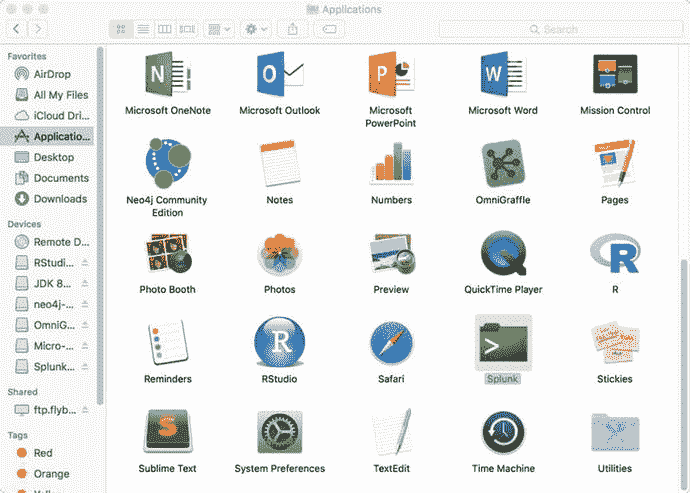 Applications
Search
Favorites
AirDrop
All My Files
iCloud Dri...
Applicatio...
Desktop
Documents
Downloads
Devices
Remote D...
RStudi...
JDK 8...
neo4j-...
OmniG...
Micro-...
Splunk...
Shared
ftp.flyb...
Tags
Red
Orange
Microsoft OneNote
Microsoft Outlook
Microsoft
PowerPoint
Microsoft Word
Mission Control
Neo4j Community
Edition
Notes
Numbers
OmniGraffle
Pages
Photo Booth
Photos
Preview
QuickTime Player
R
Reminders
RStudio
Safari
Splunk
Stickies
Sublime Text
System Preferences
TextEdit
Time Machine
Utilities